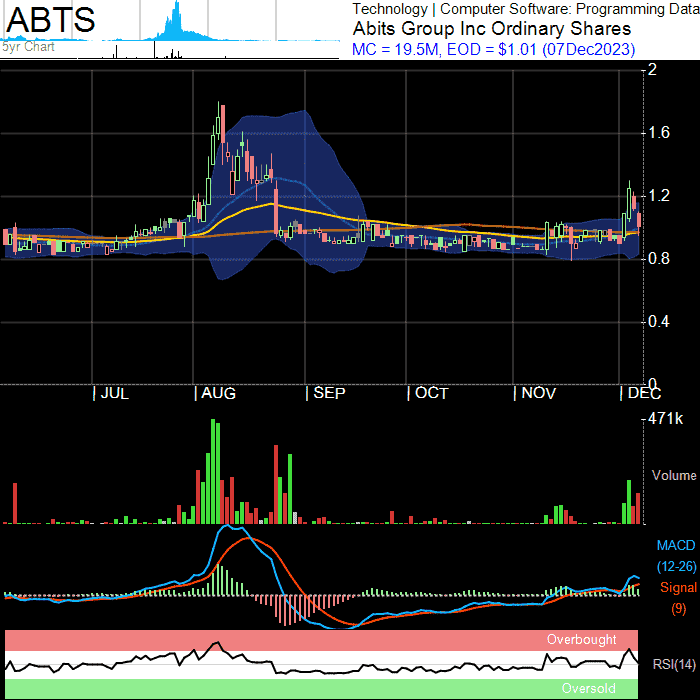 ABTS
5yr Chart
Technology | Computer Software: Programming Data
Abits Group Inc Ordinary Shares
MC = 19.5M, EOD = $1.01 (07Dec2023)
2
1.6
1.2
0.8
0.4
0
JUL
AUG
SEP
OCT
NOV
DEC
471k
Volume
MACD
(12-26)
Signal
(9)
Overbought
RSI(14)
Oversold